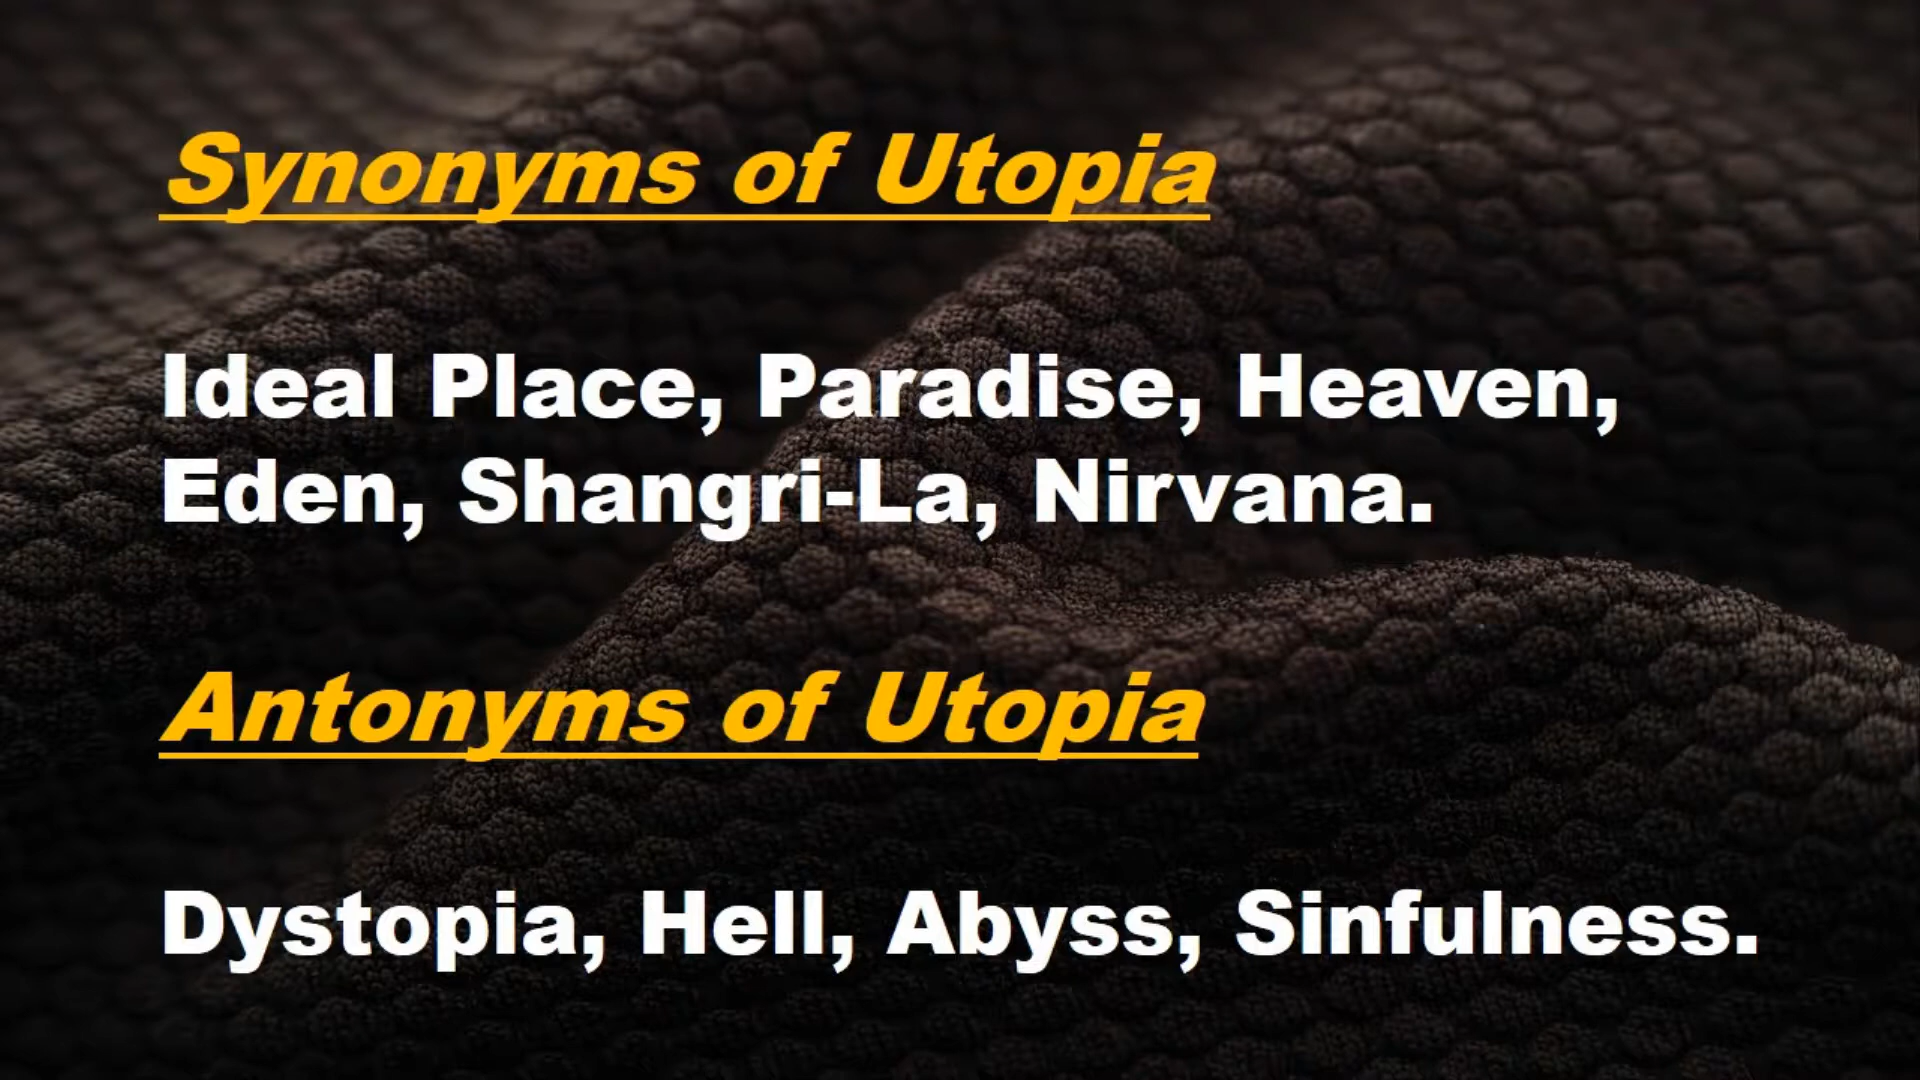 Synonyms of Utopia
Ideal Place, Paradise, Heaven,
Eden, Shangri-La, Nirvana.
Antonyms of Utopia
Dystopia, Hell, Abyss, Sinfulness.